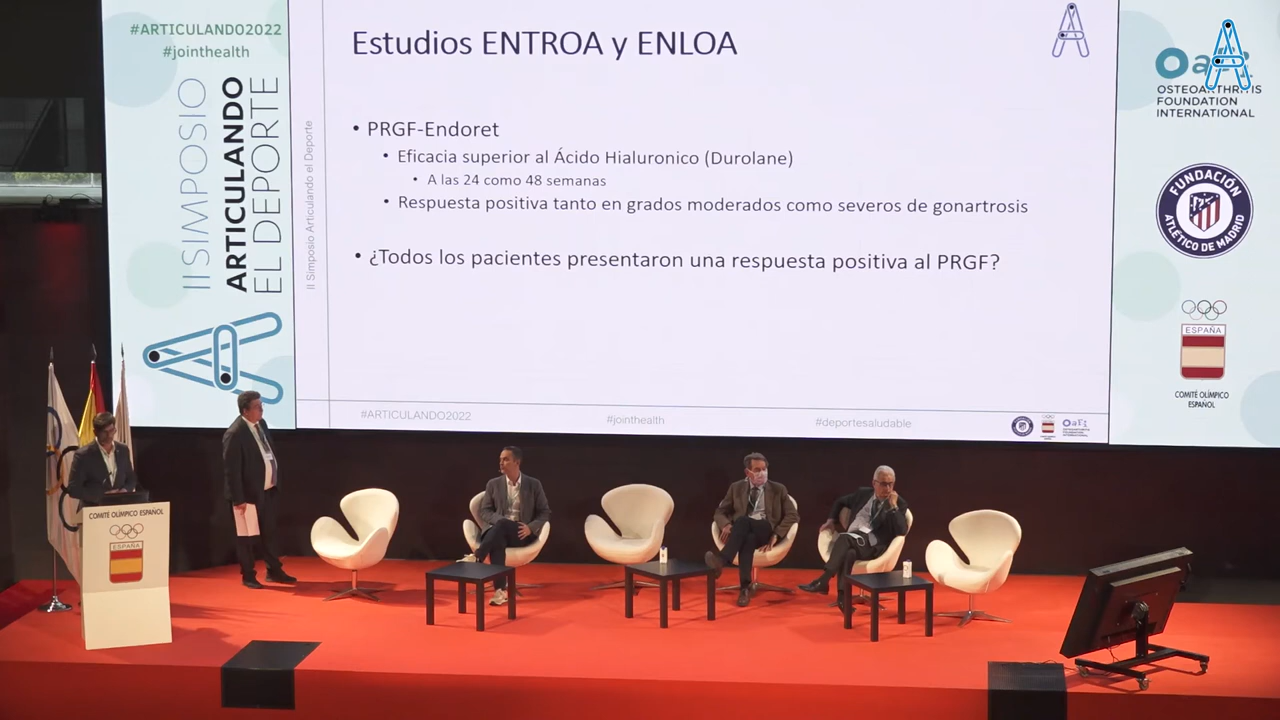 #ARTICULANDO2022
#jointhealth
II SIMPOSIO
ARTICULANDO
EL DEPORTE
II Simposio Articulando el Deporte
Estudios ENTROA y ENLOA
• PRGF-Endoret
• Eficacia superior al Ácido Hialuronico (Durolane)
• A las 24 como 48 semanas
• Respuesta positiva tanto en grados moderados como severos de gonartrosis
• ¿Todos los pacientes presentaron una respuesta positiva al PRGF?
#ARTICULANDO2022
#jointhealth
#deportesaludable
OSTEOARTHRITIS
FOUNDATION
INTERNATIONAL
FUNDACIÓN
ATLÉTICO DE MADRID
ESPAÑA
COMITÉ OLÍMPICO
ESPAÑOL
COMITÉ OLÍMPICO ESPAÑOL
ESPAÑA